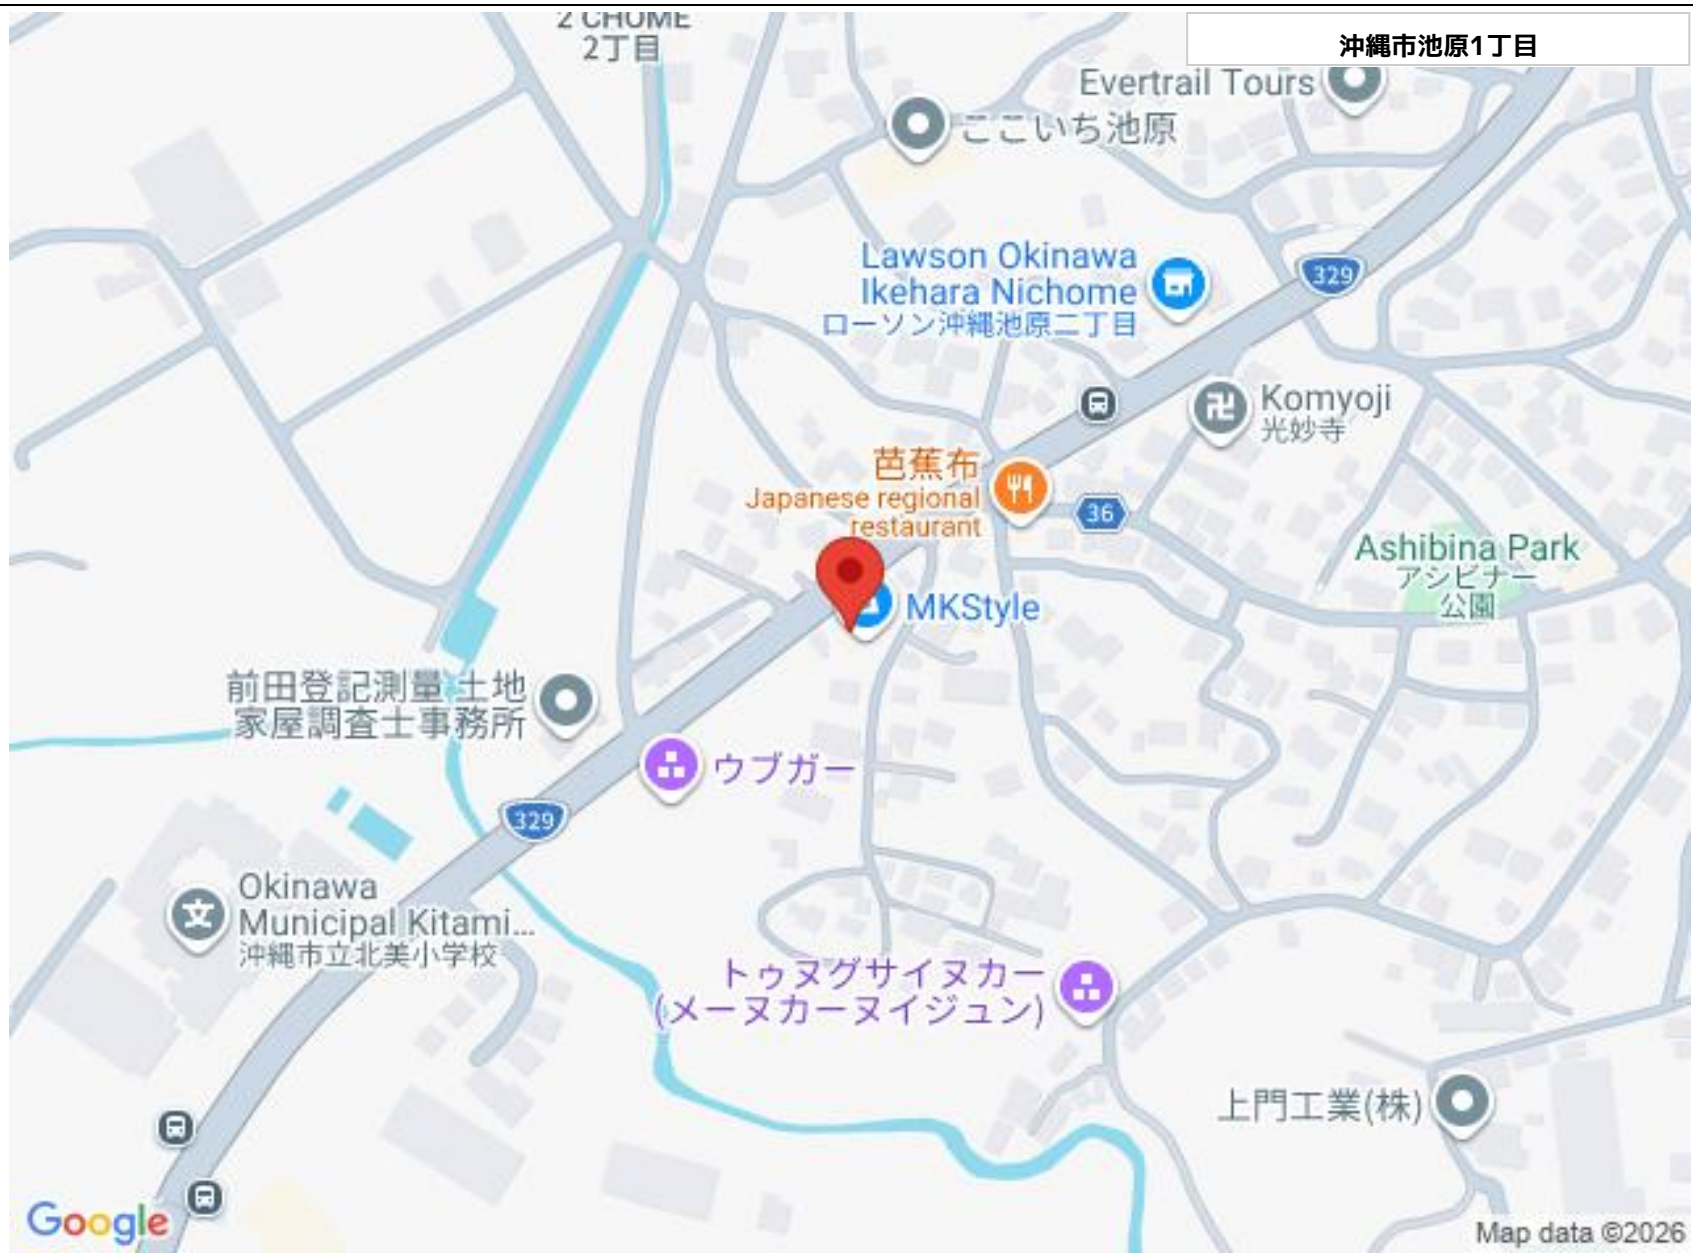 2 CHOME
2丁目
沖縄市池原1丁目
Evertrail Tours
ここいち池原
Lawson Okinawa
Ikehara Nichome
ローソン沖縄池原二丁目
329
Komyoji
光妙寺
芭蕉布
Japanese regional
restaurant
36
Ashibina Park
アシビナー
公園
MKStyle
前田登記測量 土地
家屋調査士事務所
ウブガー
329
Okinawa
Municipal Kitami...
沖縄市立北美小学校
文
トゥヌグサイヌカー
(メーヌカーヌイジュン)
上門工業(株)
Google
Map data ©2026